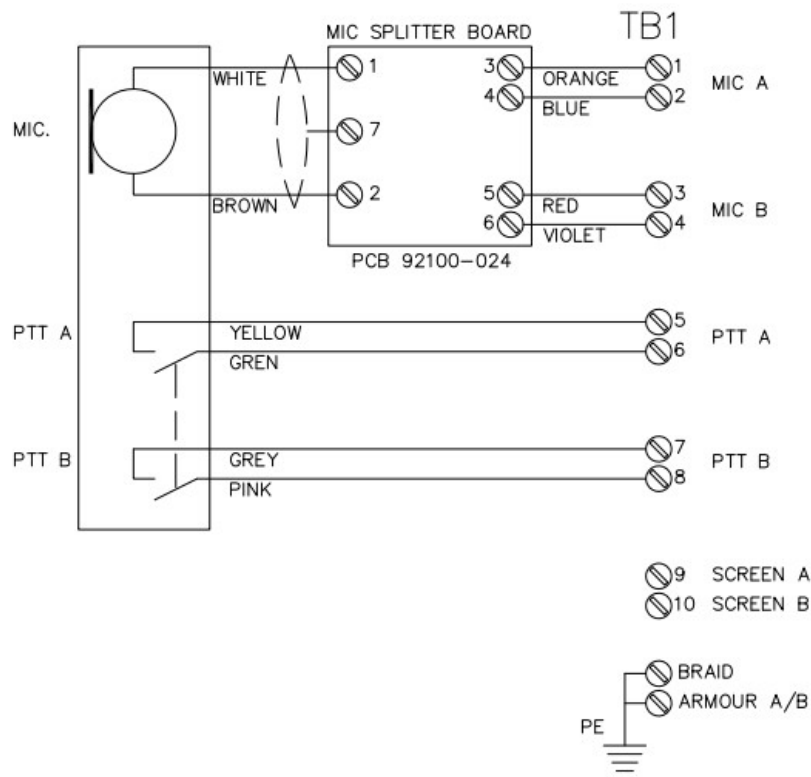 TB1
MIC SPLITTER BOARD
1 3 ORANGE 1
WHITE
MIC A
4 BLUE 2
MIC.
7
BROWN 2 5 RED 3
MIC B
6 VIOLET 4
PCB 92100-024
PTT A YELLOW 5 PTT A
GREN 6
PTT B GREY 7 PTT B
PINK 8
9 SCREEN A
10 SCREEN B
BRAID
ARMOUR A/B
PE